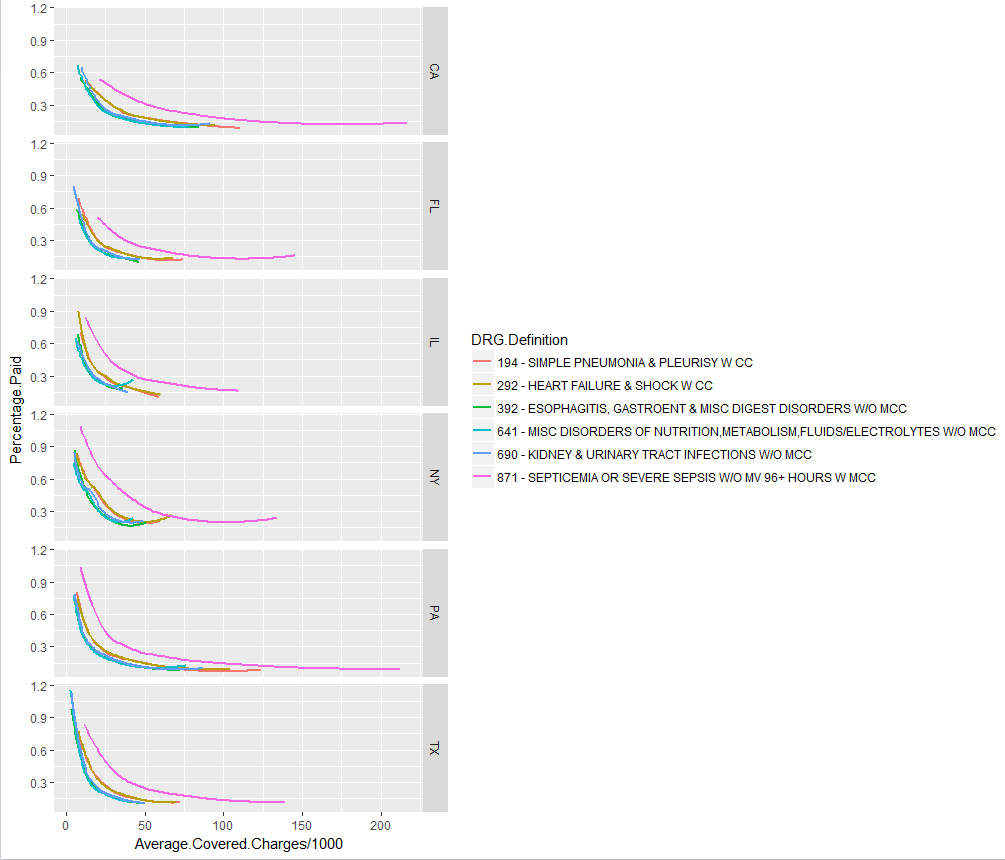 1.2
0.9
0.6
0.3
CA
1.2
0.9
0.6
0.3
FL
1.2
0.9
0.6
0.3
IL
1.2
0.9
0.6
0.3
NY
1.2
0.9
0.6
0.3
PA
1.2
0.9
0.6
0.3
TX
0 50 100 150 200
Average.Covered.Charges/1000
Percentage.Paid
DRG.Definition
194 - SIMPLE PNEUMONIA & PLEURISY W CC
292 - HEART FAILURE & SHOCK W CC
392 - ESOPHAGITIS, GASTROENT & MISC DIGEST DISORDERS W/O MCC
641 - MISC DISORDERS OF NUTRITION,METABOLISM,FLUIDS/ELECTROLYTES W/O MCC
690 - KIDNEY & URINARY TRACT INFECTIONS W/O MCC
871 - SEPTICEMIA OR SEVERE SEPSIS W/O MV 96+ HOURS W MCC